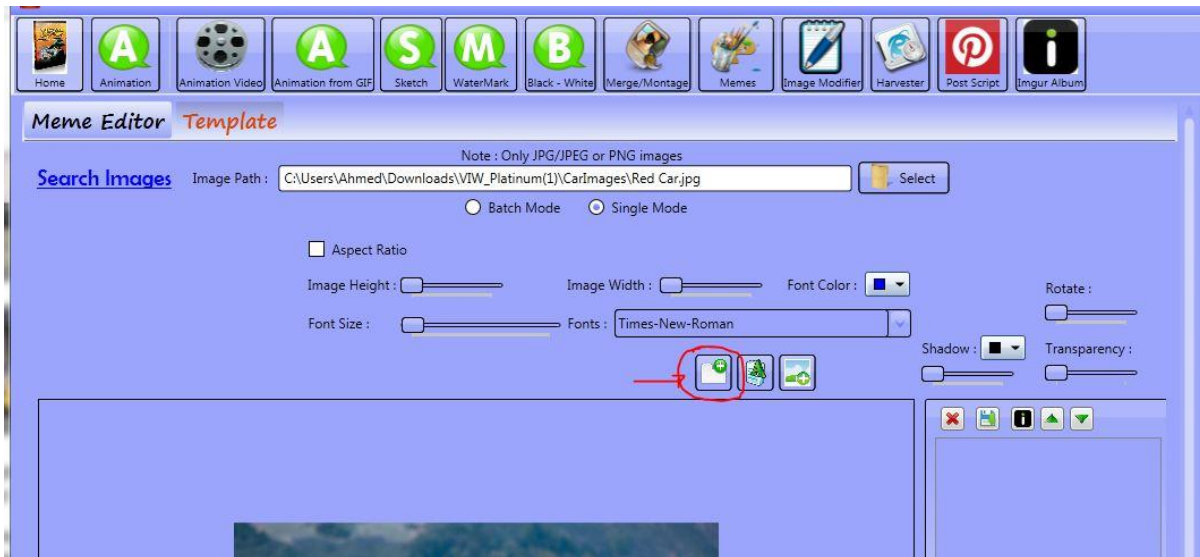 Home Animation Animation Video Animation from GIF Sketch WaterMark Black - White Merge/Montage Memes Image Modifier Harvester Post Script Imgur Album
Meme Editor Template
Note : Only JPG/JPEG or PNG images
Search Images Image Path : C:\Users\Ahmed\Downloads\VIW_Platinum(1)\CarImages\Red Car.jpg Select
Batch Mode Single Mode
Aspect Ratio
Image Height : Image Width : Font Color : Rotate :
Font Size : Fonts : Times-New-Roman
Shadow : Transparency :